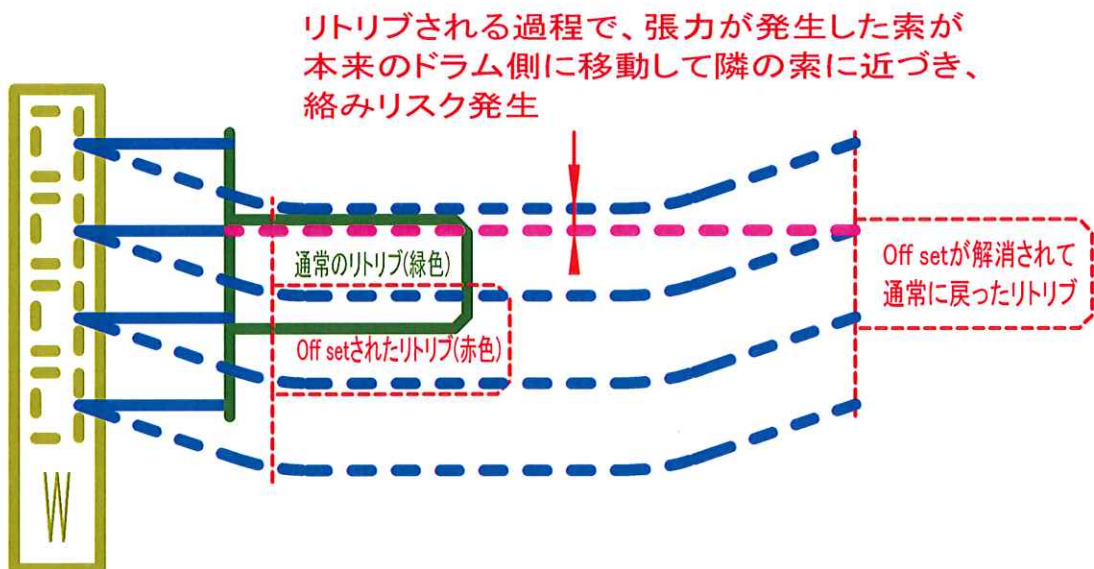 リトリブされる過程で、張力が発生した索が
本来のドラム側に移動して隣の索に近づき、
絡みリスク発生
通常のリトリブ(緑色)
Off setされたリトリブ(赤色)
Off setが解消されて
通常に戻ったリトリブ
W